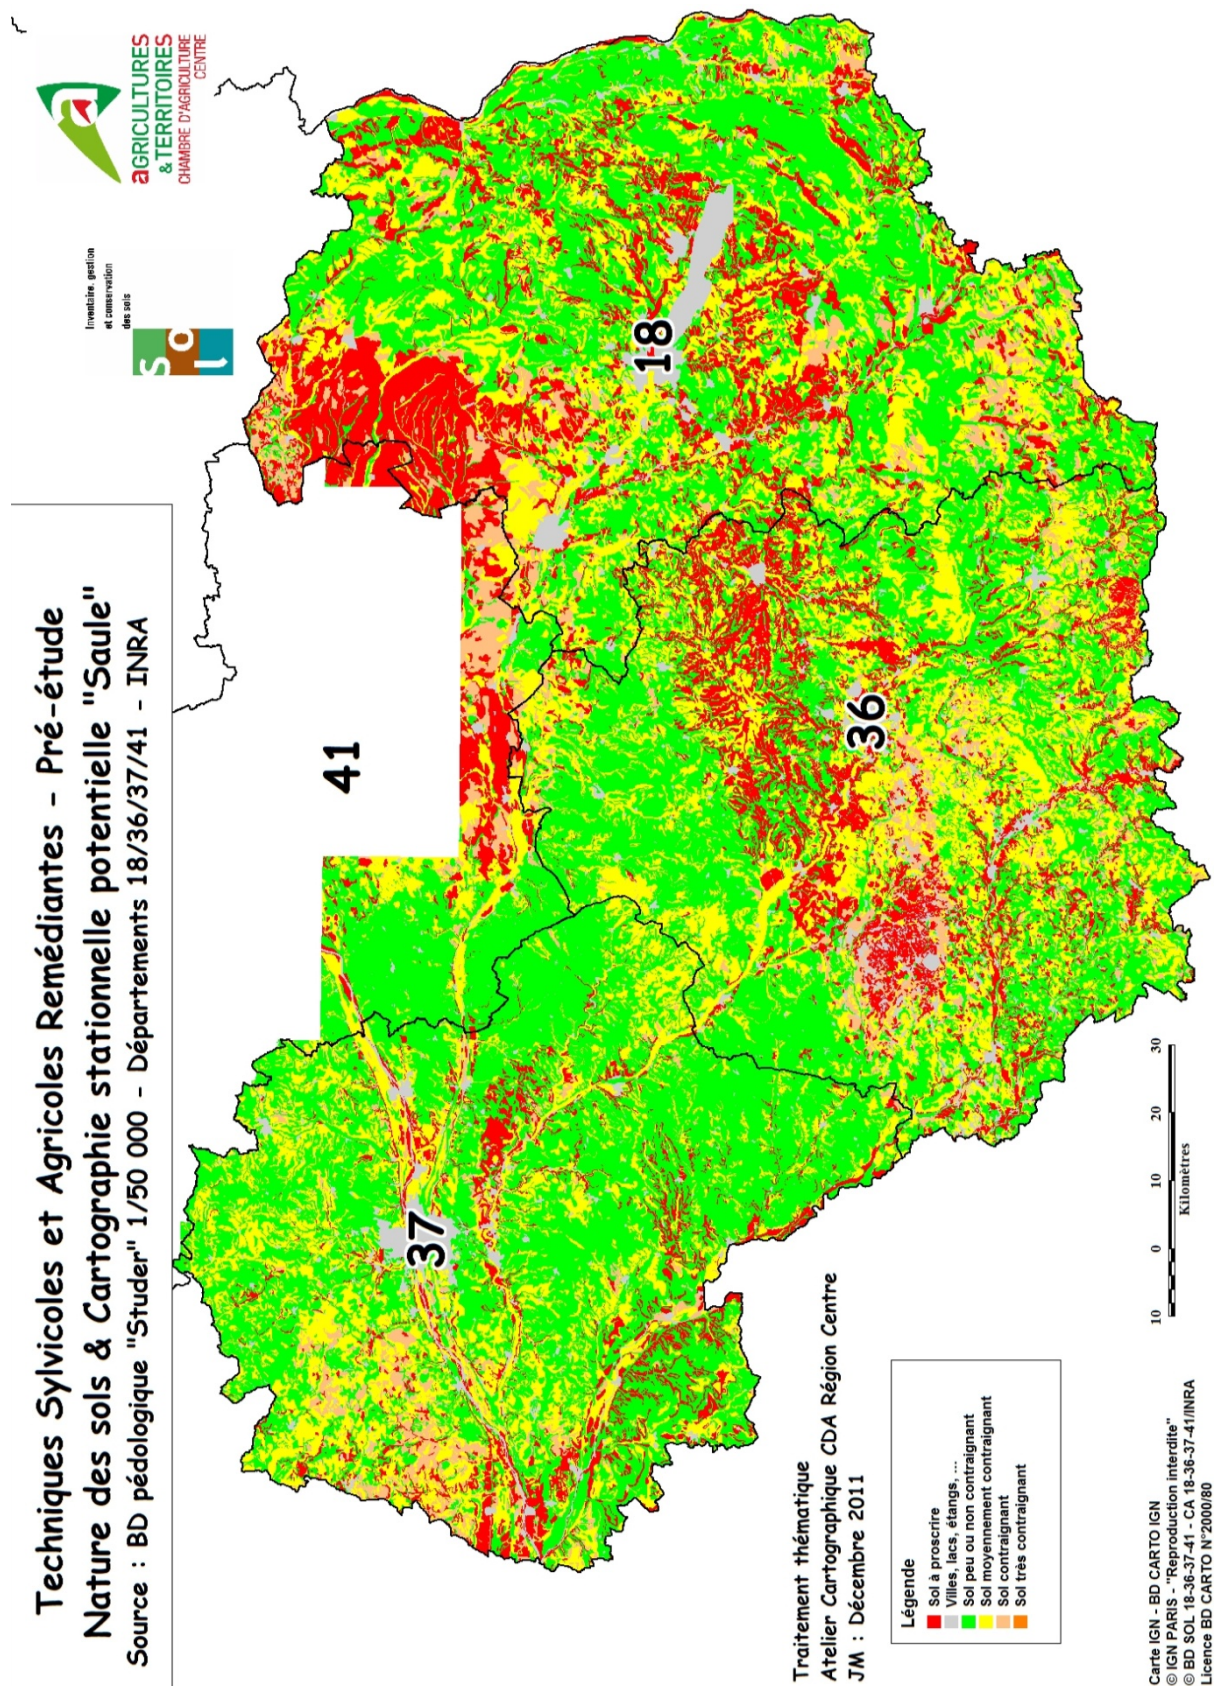 Techniques Sylvicoles et Agricoles Remédiantes - Pré-étude
Nature des sols & Cartographie stationnelle potentielle "Saule"
Source : BD pédologique "Studer" 1/50 000 - Départements 18/36/37/41 - INRA
Inventaire, gestion
et conservation
des sols
Sol
a
AGRICULTURES
& TERRITOIRES
CHAMBRE D'AGRICULTURE
CENTRE
41
37
18
36
Traitement thématique
Atelier Cartographique CDA Région Centre
JM : Décembre 2011
Légende
Sol à proscrire
Villes, lacs, étangs, ...
Sol peu ou non contraignant
Sol moyennement contraignant
Sol contraignant
Sol très contraignant
10 0 10 20 30
Kilomètres
Carte IGN - BD CARTO IGN
© IGN PARIS - "Reproduction interdite"
© BD SOL 18-36-37-41 - CA 18-36-37-41/INRA
Licence BD CARTO N°2000/80